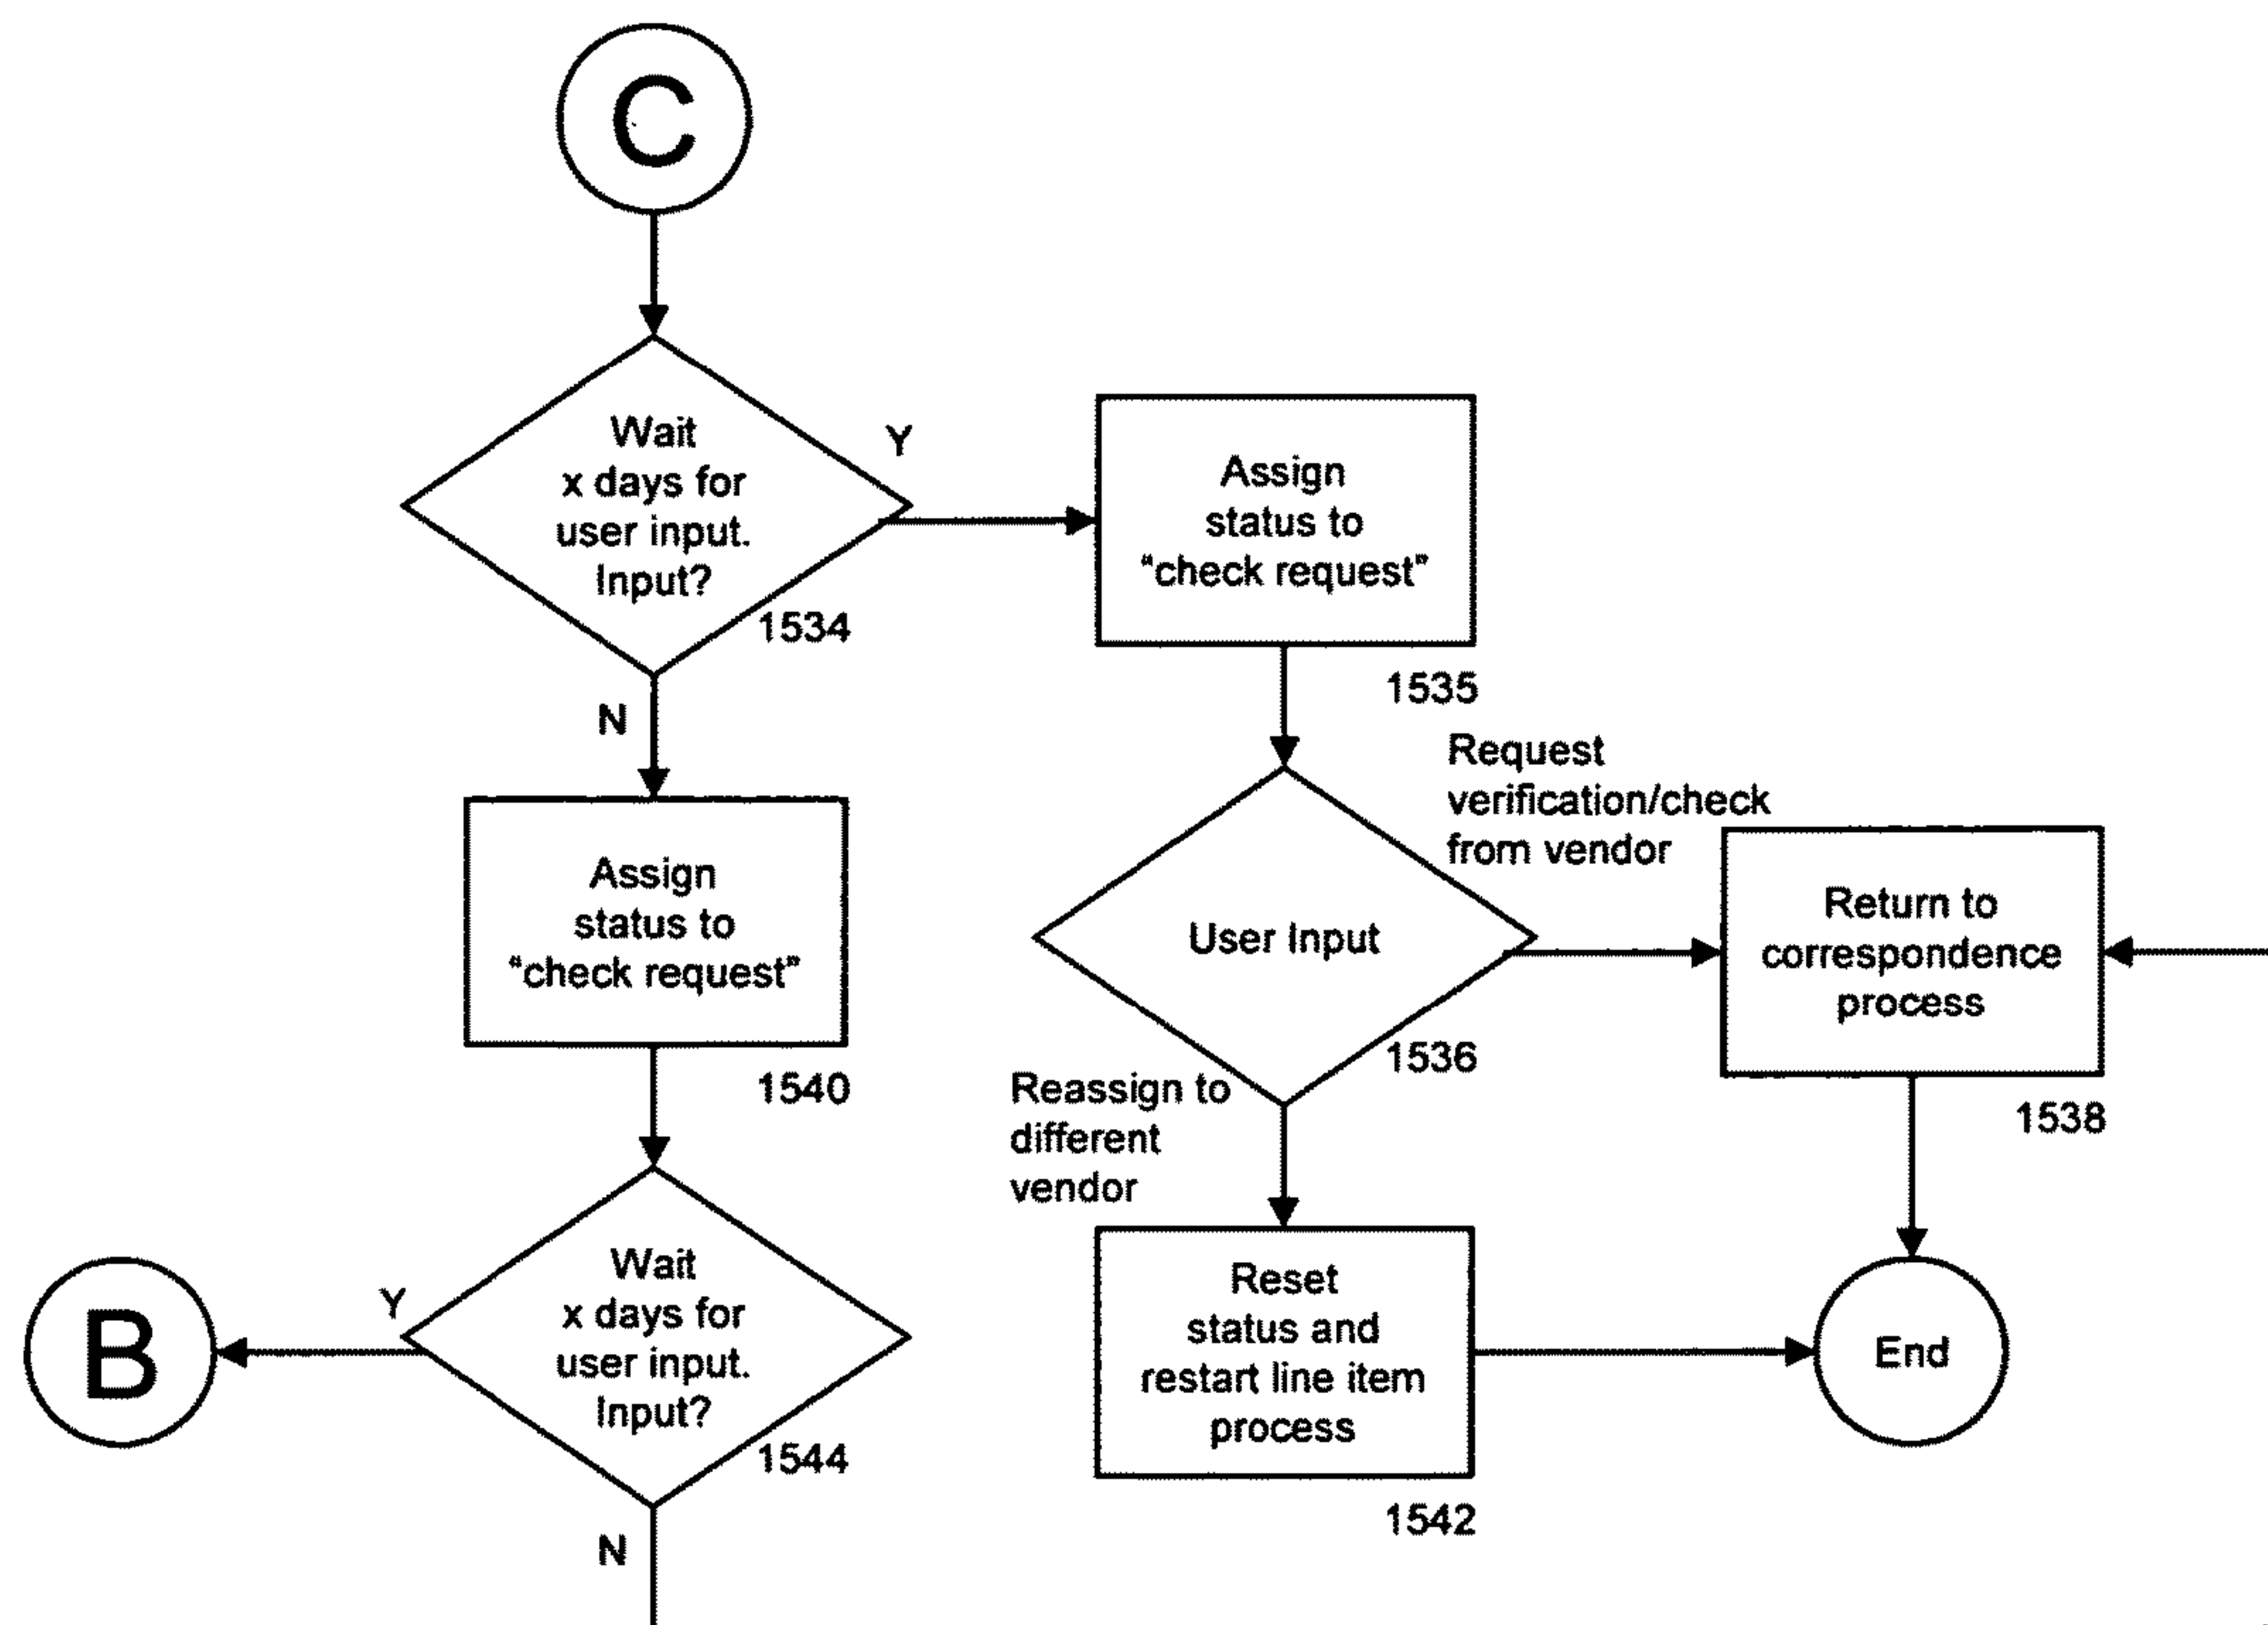 C
Wait
x days for
user input.
Input?
1534
Y
N
Assign
status to
“check request”
1535
Request
verification/check
from vendor
User Input
1536
Return to
correspondence
process
1538
Assign
status to
“check request”
1540
Reassign to
different
vendor
Wait
x days for
user input.
Input?
1544
Y
N
B
Reset
status and
restart line item
process
1542
End